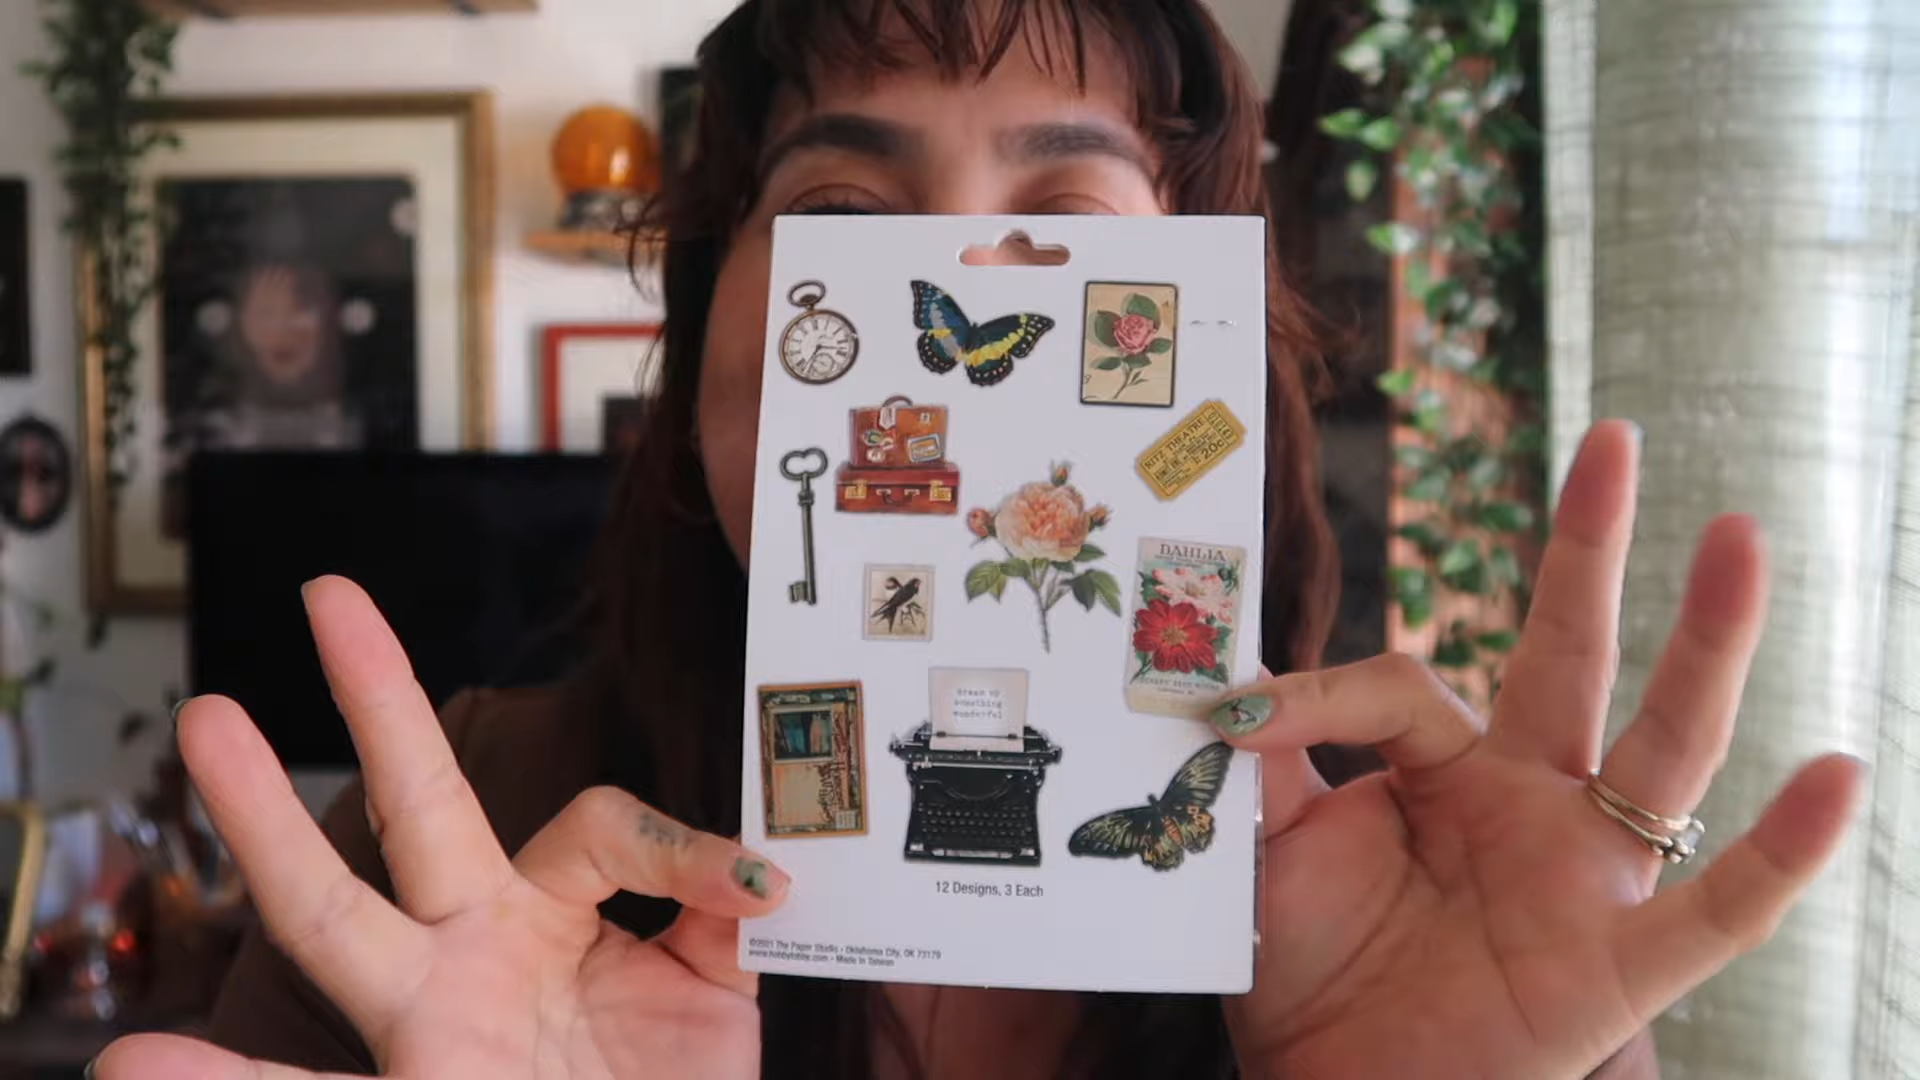 RITZ THEATRE
20¢
DAHLIA
dream up
something
wonderful
12 Designs, 3 Each
©2021 The Paper Studio • Oklahoma City, OK 73179
www.hobbylobby.com • Made in Taiwan